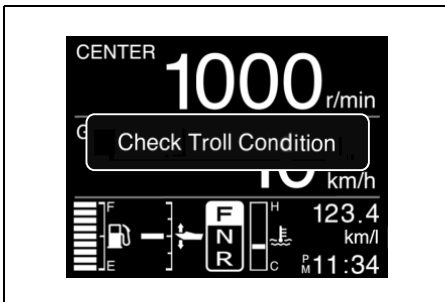 CENTER
1000 r/min
G
Check Troll Condition
km/h
F F H 123.4
N km/l
E R C PM 11:34